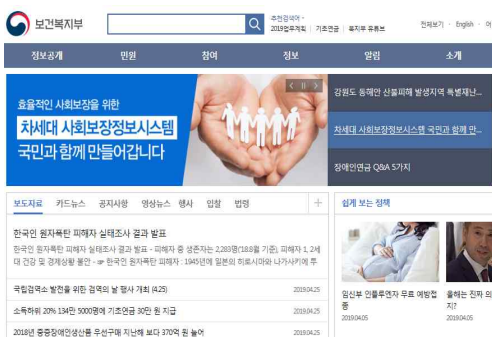 보건복지부
추천검색어 -
2019업무계획 | 기초연금 | 복지부 유튜브
전체보기 · English · 어
정보공개 민원 참여 정보 알림 소개
효율적인 사회보장을 위한
차세대 사회보장정보시스템
국민과 함께 만들어갑니다
강원도 동해안 산불피해 발생지역 특별재난...
차세대 사회보장정보시스템 국민과 함께 만...
장애인연금 Q&A 5가지
보도자료 카드뉴스 공지사항 영상뉴스 행사 입찰 법령
쉽게 보는 정책
한국인 원자폭탄 피해자 실태조사 결과 발표
한국인 원자폭탄 피해자 실태조사 결과 발표 - 피해자 중 생존자는 2,283명('18.8월 기준), 피해자 1, 2세
대 건강 및 경제상황 불안 - ☞ 한국인 원자폭탄 피해자 : 1945년에 일본의 히로시마와 나가사키에 투
국립검역소 발전을 위한 검역의 날 행사 개최 (4.25) 2019.04.25
소득하위 20% 134만 5000명에 기초연금 30만 원 지급 2019.04.25
2018년 중증장애인생산품 우선구매 지난해 보다 370억 원 늘어 2019.04.25
임신부 인플루엔자 무료 예방접
종
2019.04.05
올해는 진짜 의
지?
2019.04.05